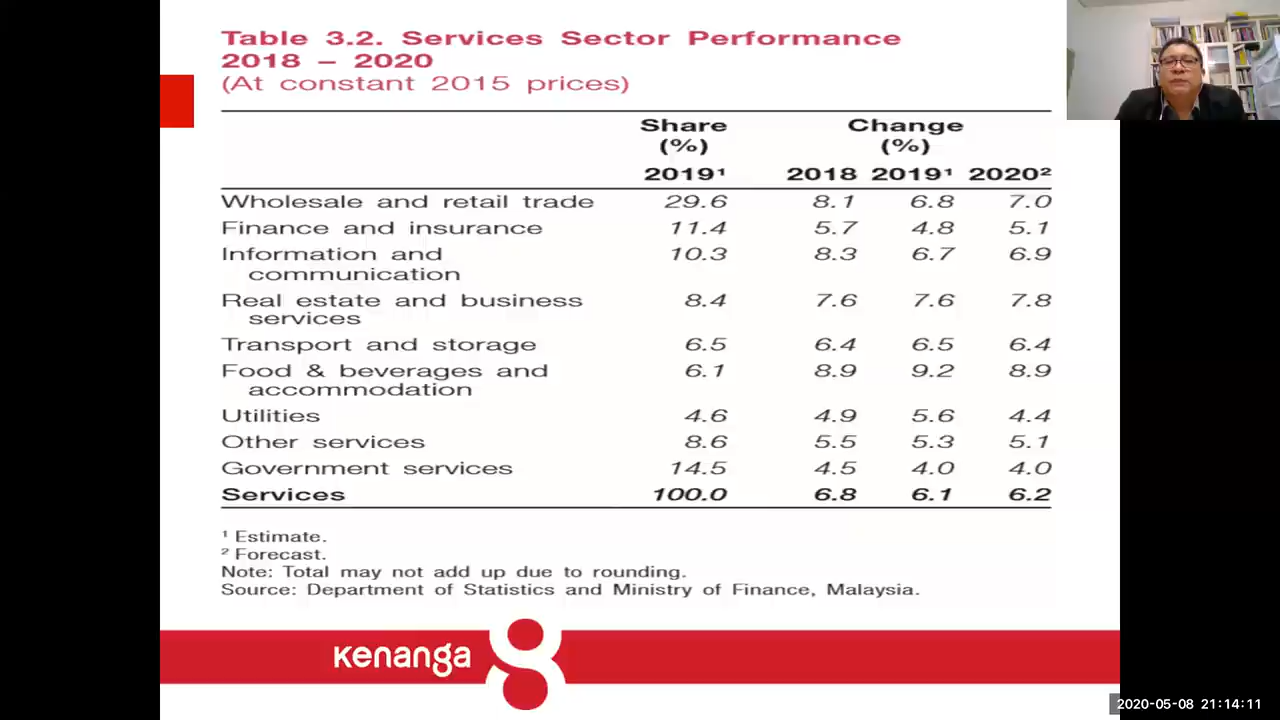 Table 3.2. Services Sector Performance
2018 – 2020
(At constant 2015 prices)
Share Change
(%) (%)
2019¹ 2018 2019¹ 2020²
Wholesale and retail trade 29.6 8.1 6.8 7.0
Finance and insurance 11.4 5.7 4.8 5.1
Information and 10.3 8.3 6.7 6.9
communication
Real estate and business 8.4 7.6 7.6 7.8
services
Transport and storage 6.5 6.4 6.5 6.4
Food & beverages and 6.1 8.9 9.2 8.9
accommodation
Utilities 4.6 4.9 5.6 4.4
Other services 8.6 5.5 5.3 5.1
Government services 14.5 4.5 4.0 4.0
Services 100.0 6.8 6.1 6.2
¹ Estimate.
² Forecast.
Note: Total may not add up due to rounding.
Source: Department of Statistics and Ministry of Finance, Malaysia.
kenanga
2020-05-08 21:14:11